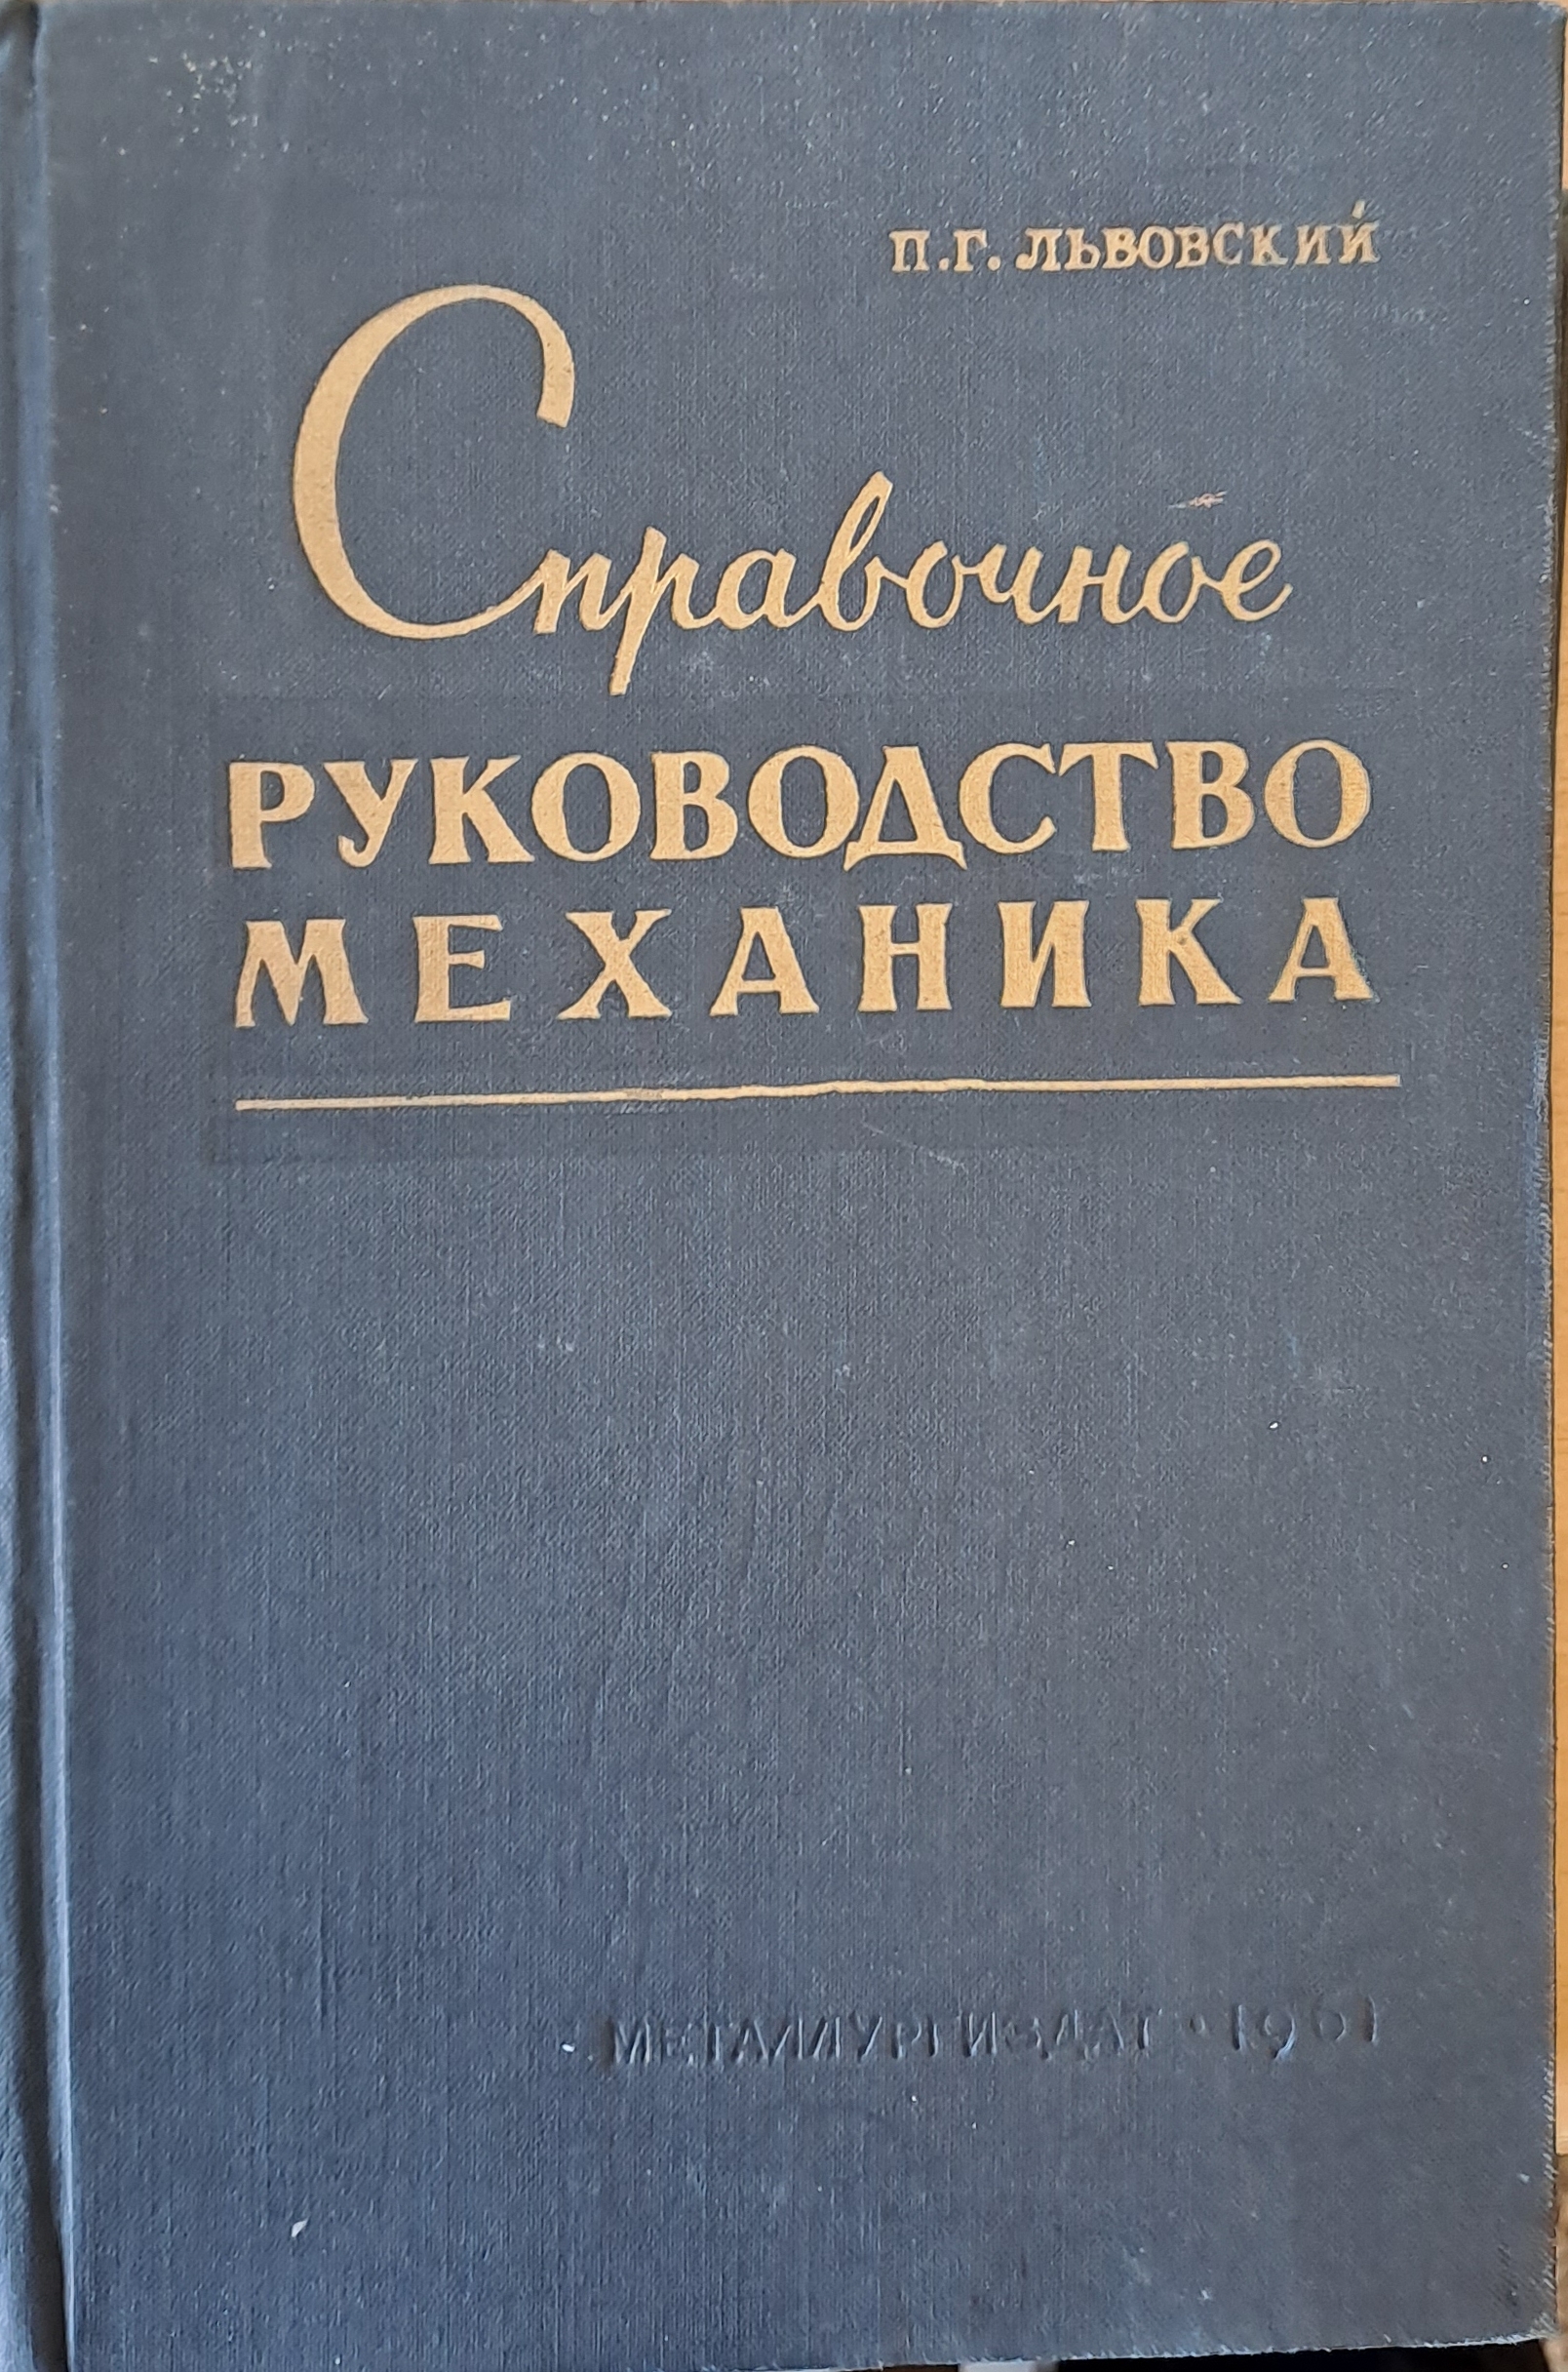 П.Г. ЛЬВОВСКИЙ
Справочное
РУКОВОДСТВО
МЕХАНИКА
МЕТАЛЛУРГИЗДАТ • 1961